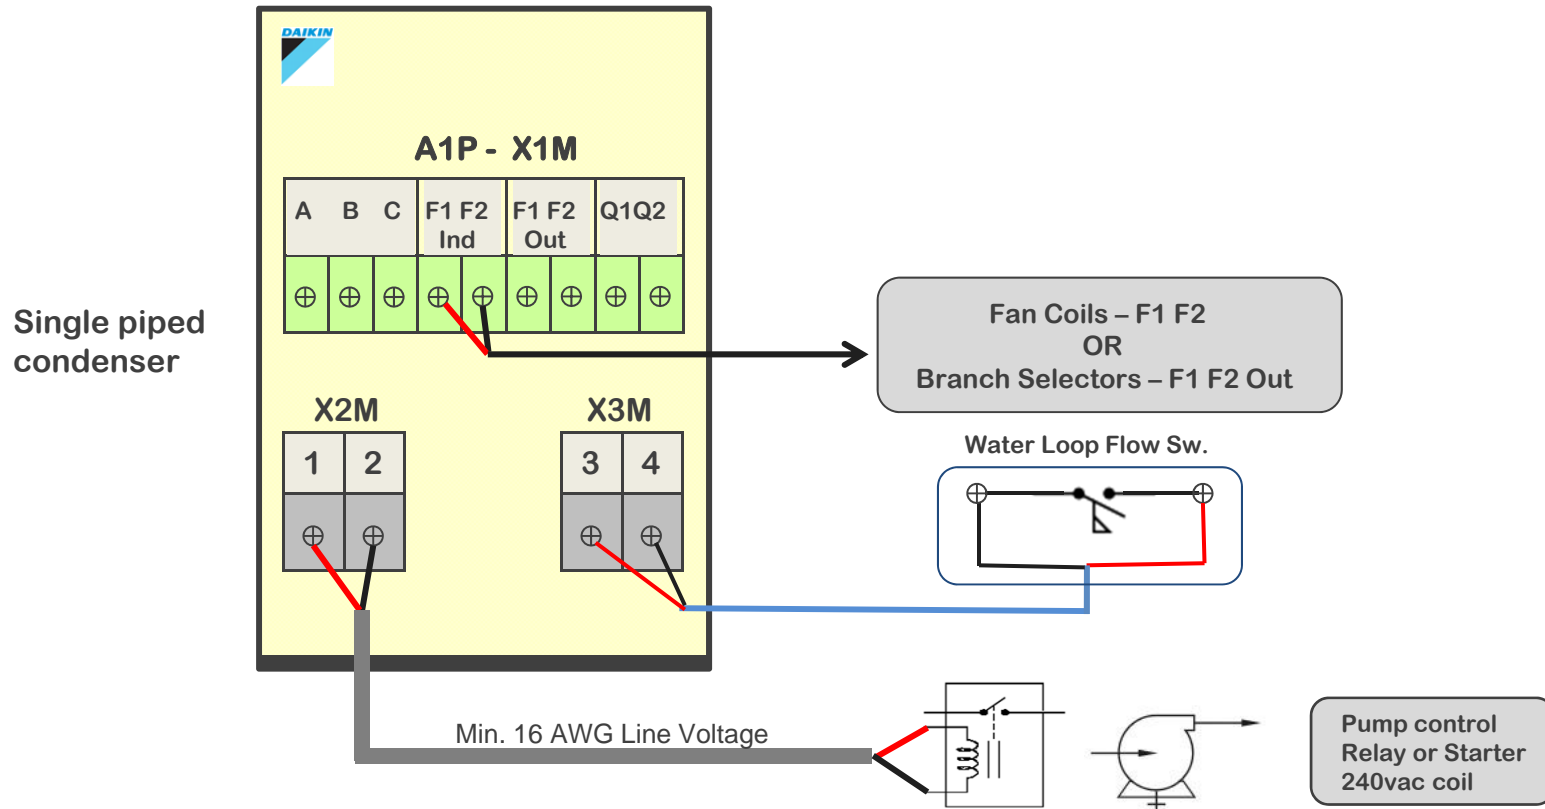 DAIKIN
A1P - X1M
A B C F1 F2 F1 F2 Q1Q2
Ind Out
Single piped
condenser
Fan Coils – F1 F2
OR
Branch Selectors – F1 F2 Out
X2M X3M
1 2 3 4
Water Loop Flow Sw.
Min. 16 AWG Line Voltage
Pump control
Relay or Starter
240vac coil